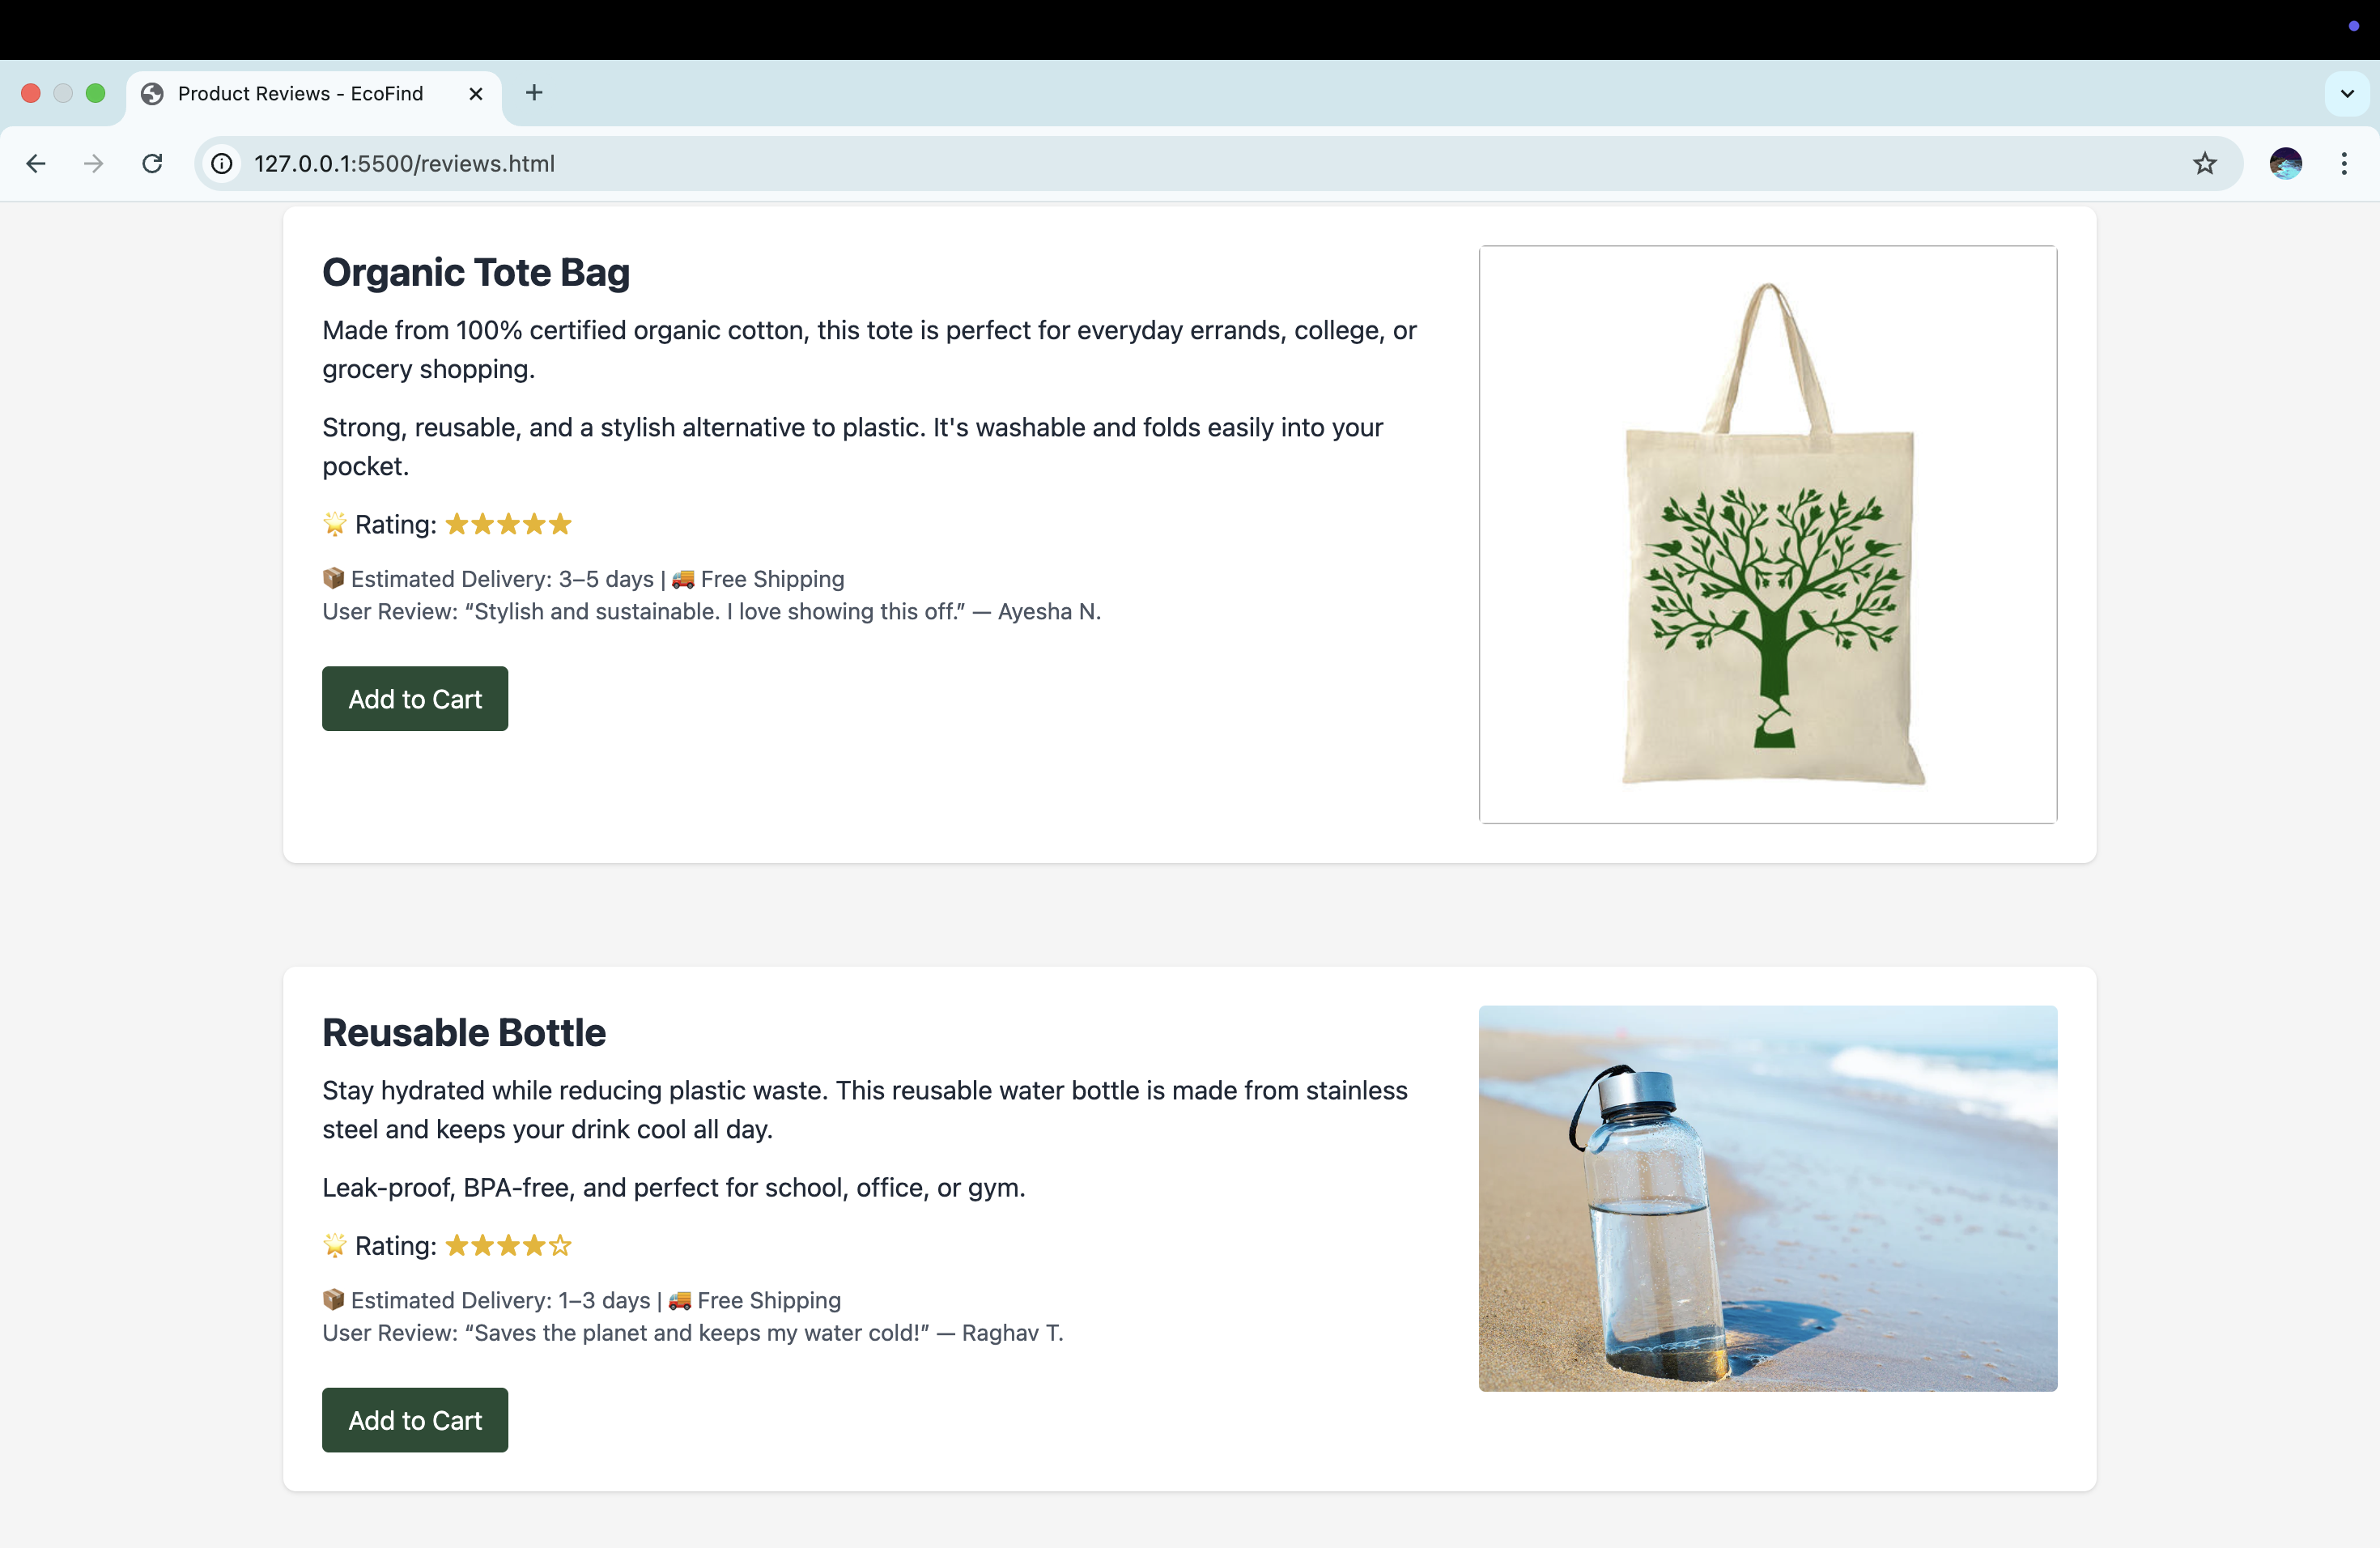 Product Reviews - EcoFind
127.0.0.1:5500/reviews.html
Organic Tote Bag
Made from 100% certified organic cotton, this tote is perfect for everyday errands, college, or
grocery shopping.
Strong, reusable, and a stylish alternative to plastic. It's washable and folds easily into your
pocket.
🌟 Rating: ★★★★★
📦 Estimated Delivery: 3–5 days | 🚚 Free Shipping
User Review: “Stylish and sustainable. I love showing this off.” — Ayesha N.
Add to Cart
Reusable Bottle
Stay hydrated while reducing plastic waste. This reusable water bottle is made from stainless
steel and keeps your drink cool all day.
Leak-proof, BPA-free, and perfect for school, office, or gym.
🌟 Rating: ★★★★☆
📦 Estimated Delivery: 1–3 days | 🚚 Free Shipping
User Review: “Saves the planet and keeps my water cold!” — Raghav T.
Add to Cart